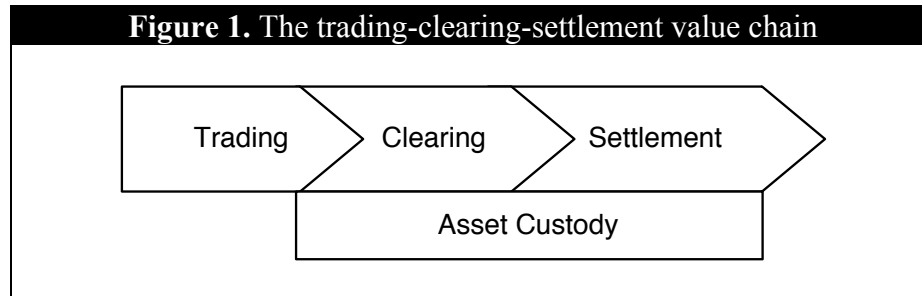 Figure 1. The trading-clearing-settlement value chain
Trading
Clearing
Settlement
Asset Custody